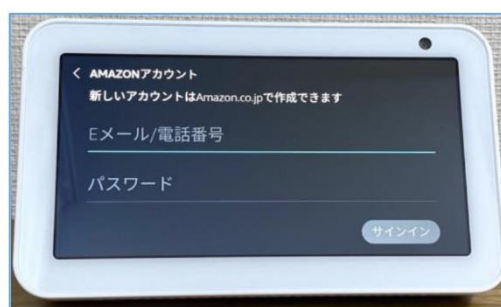 < AMAZONアカウント
新しいアカウントはAmazon.co.jpで作成できます
Eメール/電話番号
パスワード
サインイン